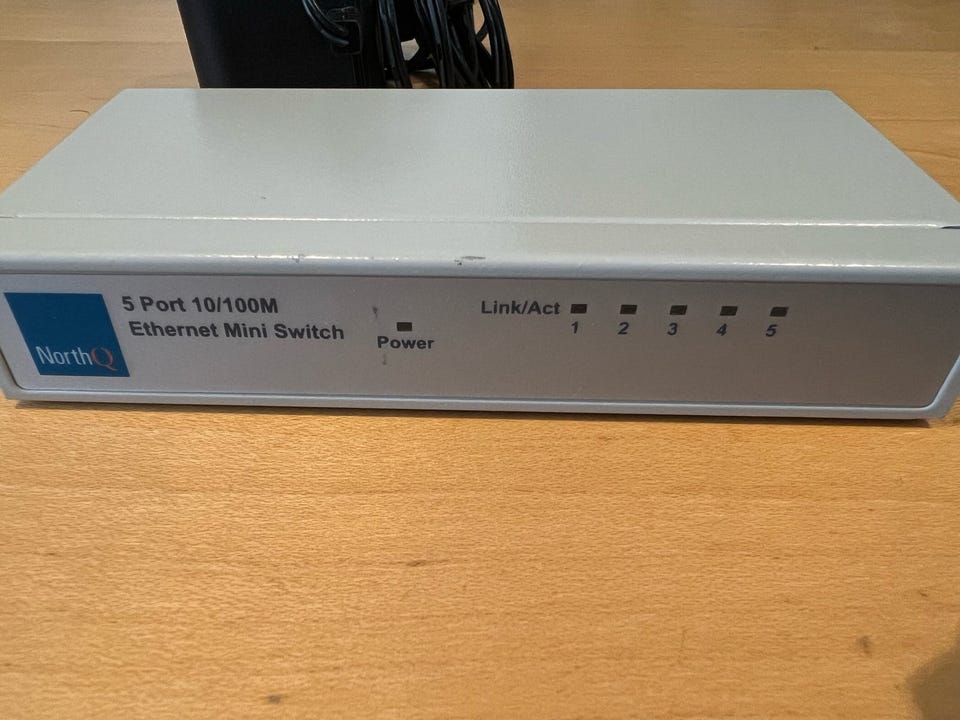 5 Port 10/100M
Ethernet Mini Switch
NorthQ
Power
Link/Act
1 2 3 4 5